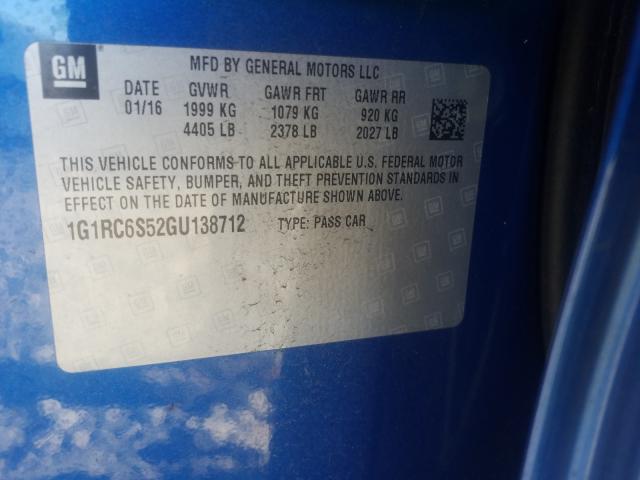 GM
MFD BY GENERAL MOTORS LLC
DATE GVWR GAWR FRT GAWR RR
01/16 1999 KG 1079 KG 920 KG
4405 LB 2378 LB 2027 LB
THIS VEHICLE CONFORMS TO ALL APPLICABLE U.S. FEDERAL MOTOR
VEHICLE SAFETY, BUMPER, AND THEFT PREVENTION STANDARDS IN
EFFECT ON THE DATE OF MANUFACTURE SHOWN ABOVE.
1G1RC6S52GU138712 TYPE: PASS CAR